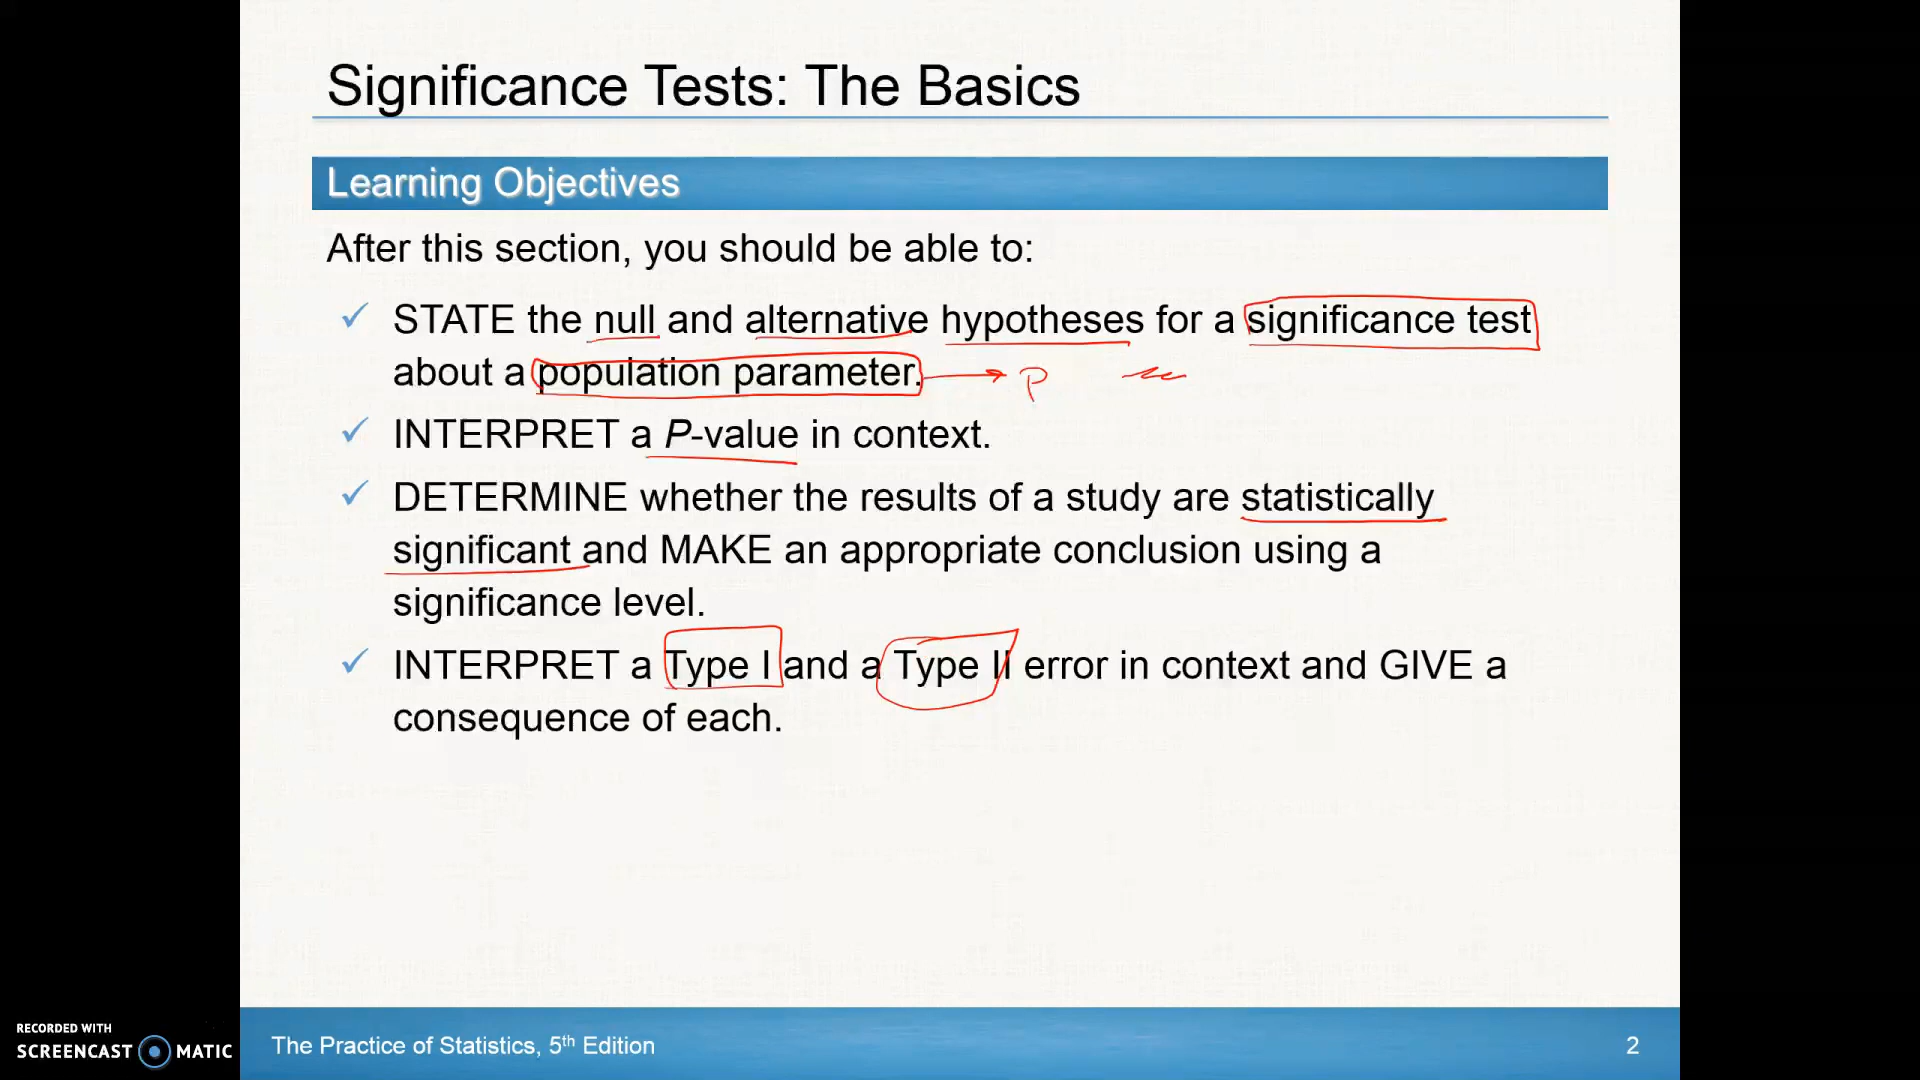 Significance Tests: The Basics
Learning Objectives
After this section, you should be able to:
✓ STATE the null and alternative hypotheses for a significance test
about a population parameter. → P
✓ INTERPRET a P-value in context.
✓ DETERMINE whether the results of a study are statistically
significant and MAKE an appropriate conclusion using a
significance level.
✓ INTERPRET a Type I and a Type II error in context and GIVE a
consequence of each.
RECORDED WITH
SCREENCAST MATIC
The Practice of Statistics, 5th Edition
2